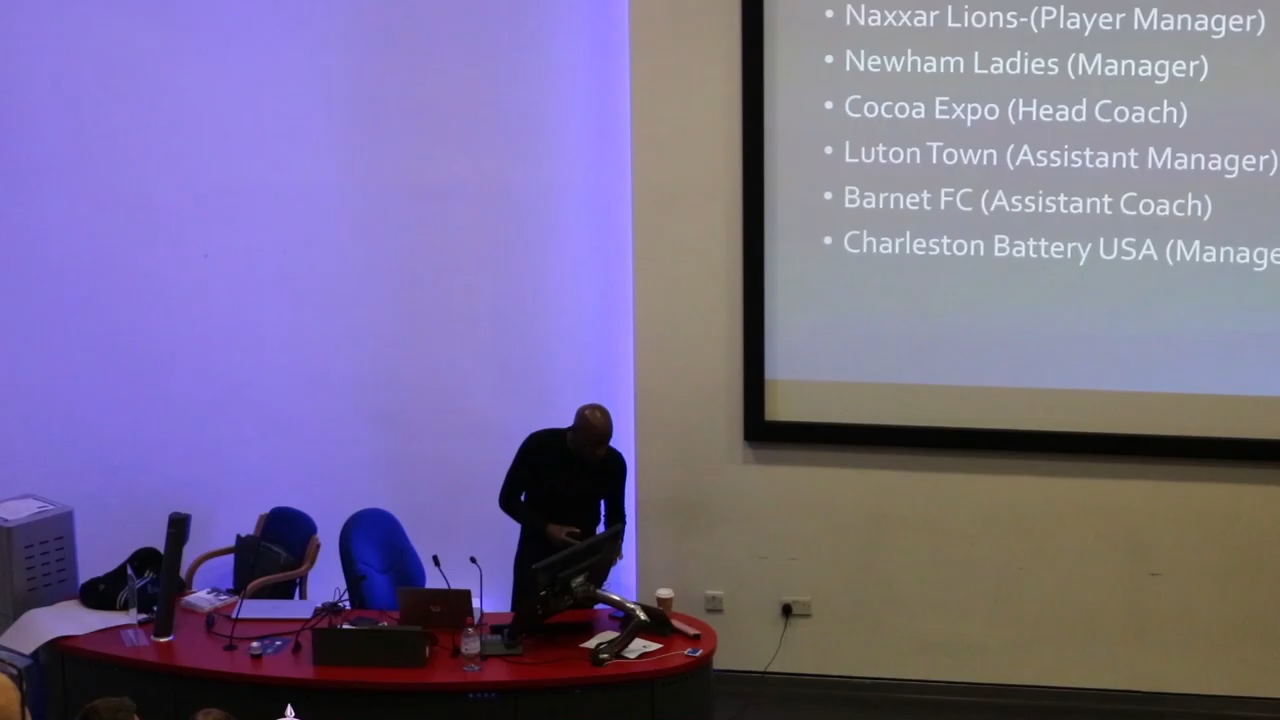 • Naxxar Lions-(Player Manager)
• Newham Ladies (Manager)
• Cocoa Expo (Head Coach)
• Luton Town (Assistant Manager)
• Barnet FC (Assistant Coach)
• Charleston Battery USA (Manage